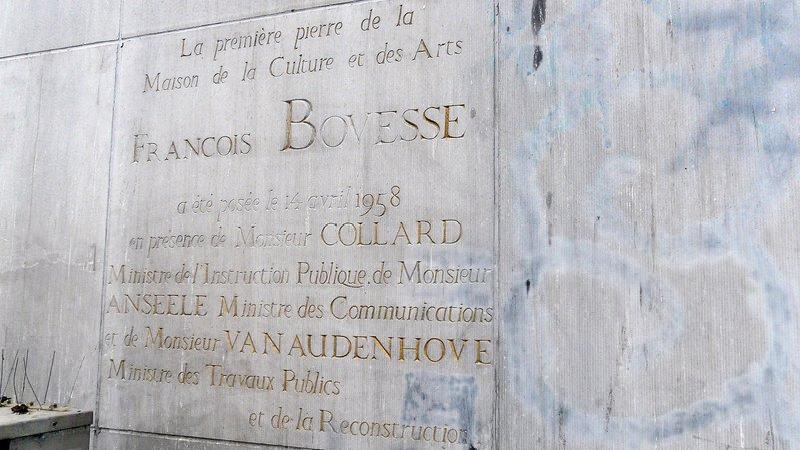 La première pierre de la
Maison de la Culture et des Arts
FRANCOIS BOVESSE
a été posée le 14 avril 1958
en présence de Monsieur COLLARD
Ministre de l'Instruction Publique, de Monsieur
ANSEELE Ministre des Communications
et de Monsieur VAN AUDENHOVE
Ministre des Travaux Publics
et de la Reconstruction